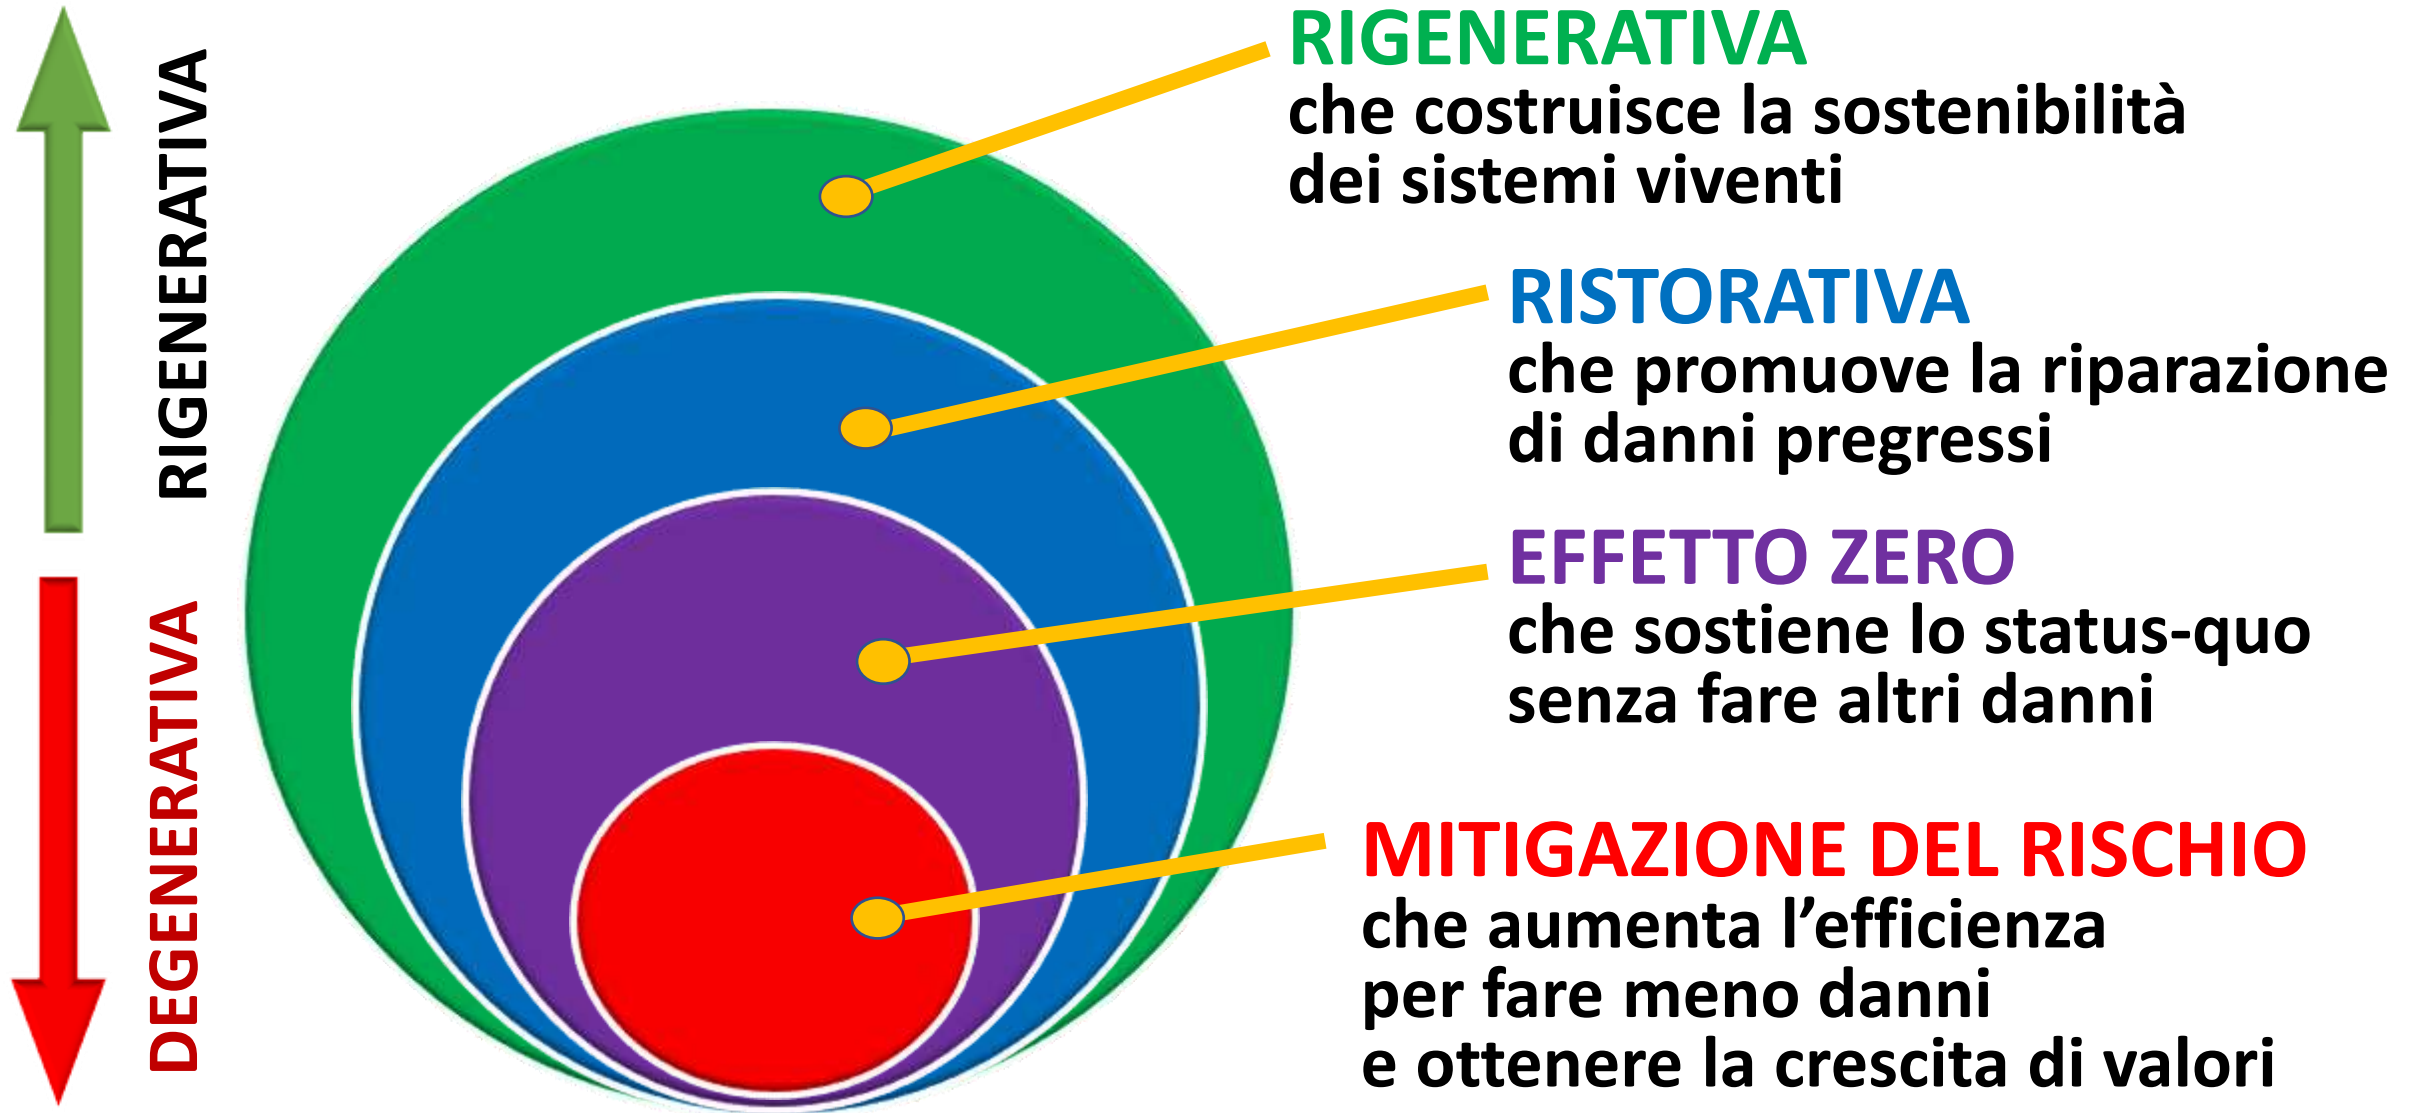 RIGENERATIVA
DEGENERATIVA
RIGENERATIVA
che costruisce la sostenibilità
dei sistemi viventi
RISTORATIVA
che promuove la riparazione
di danni pregressi
EFFETTO ZERO
che sostiene lo status-quo
senza fare altri danni
MITIGAZIONE DEL RISCHIO
che aumenta l’efficienza
per fare meno danni
e ottenere la crescita di valori